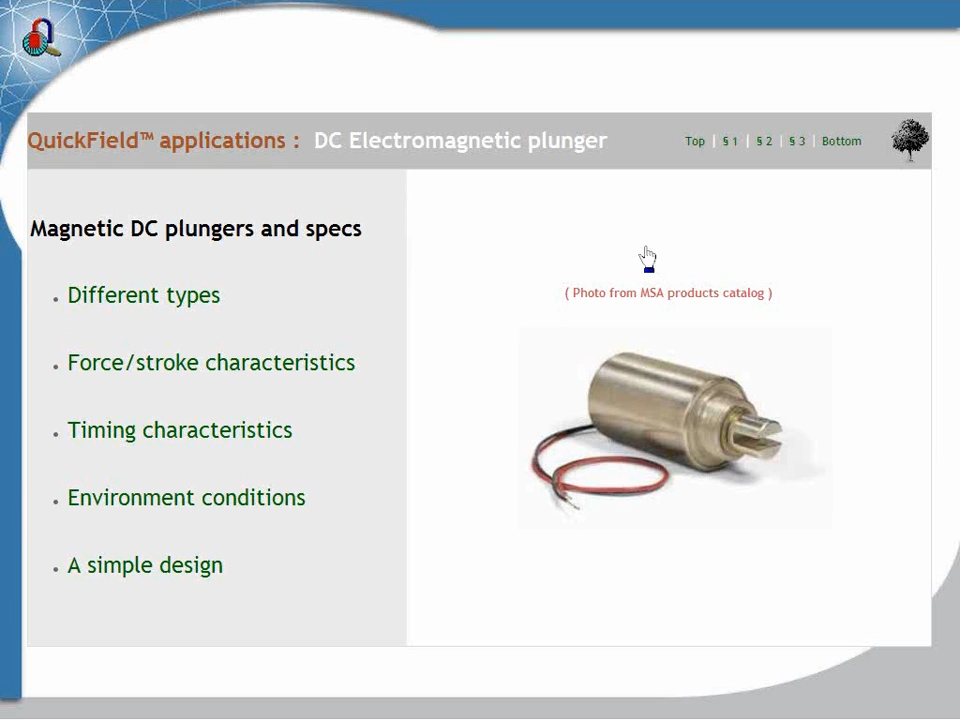 QuickField™ applications : DC Electromagnetic plunger
Top | § 1 | § 2 | § 3 | Bottom
Magnetic DC plungers and specs
• Different types
• Force/stroke characteristics
• Timing characteristics
• Environment conditions
• A simple design
( Photo from MSA products catalog )